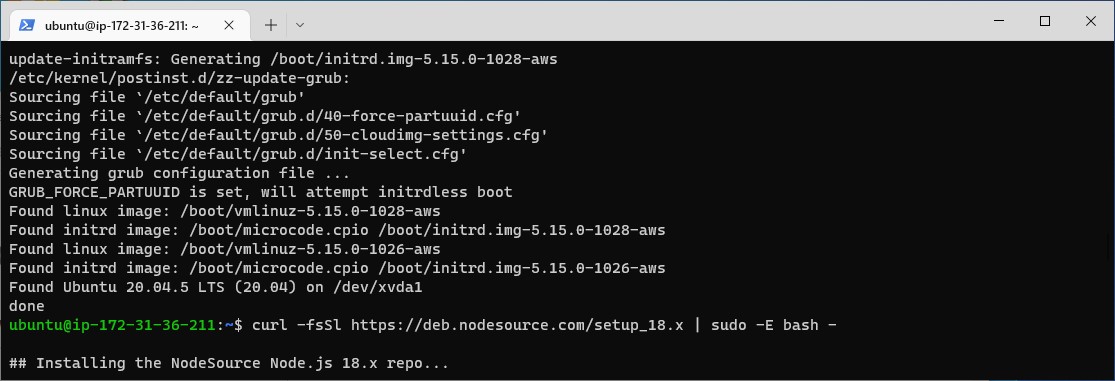 ubuntu@ip-172-31-36-211: ~
update-initramfs: Generating /boot/initrd.img-5.15.0-1028-aws
/etc/kernel/postinst.d/zz-update-grub:
Sourcing file `/etc/default/grub'
Sourcing file `/etc/default/grub.d/40-force-partuuid.cfg'
Sourcing file `/etc/default/grub.d/50-cloudimg-settings.cfg'
Sourcing file `/etc/default/grub.d/init-select.cfg'
Generating grub configuration file ...
GRUB_FORCE_PARTUUID is set, will attempt initrdless boot
Found linux image: /boot/vmlinuz-5.15.0-1028-aws
Found initrd image: /boot/microcode.cpio /boot/initrd.img-5.15.0-1028-aws
Found linux image: /boot/vmlinuz-5.15.0-1026-aws
Found initrd image: /boot/microcode.cpio /boot/initrd.img-5.15.0-1026-aws
Found Ubuntu 20.04.5 LTS (20.04) on /dev/xvda1
done
ubuntu@ip-172-31-36-211:~$ curl -fsSl https://deb.nodesource.com/setup_18.x | sudo -E bash -
## Installing the NodeSource Node.js 18.x repo...